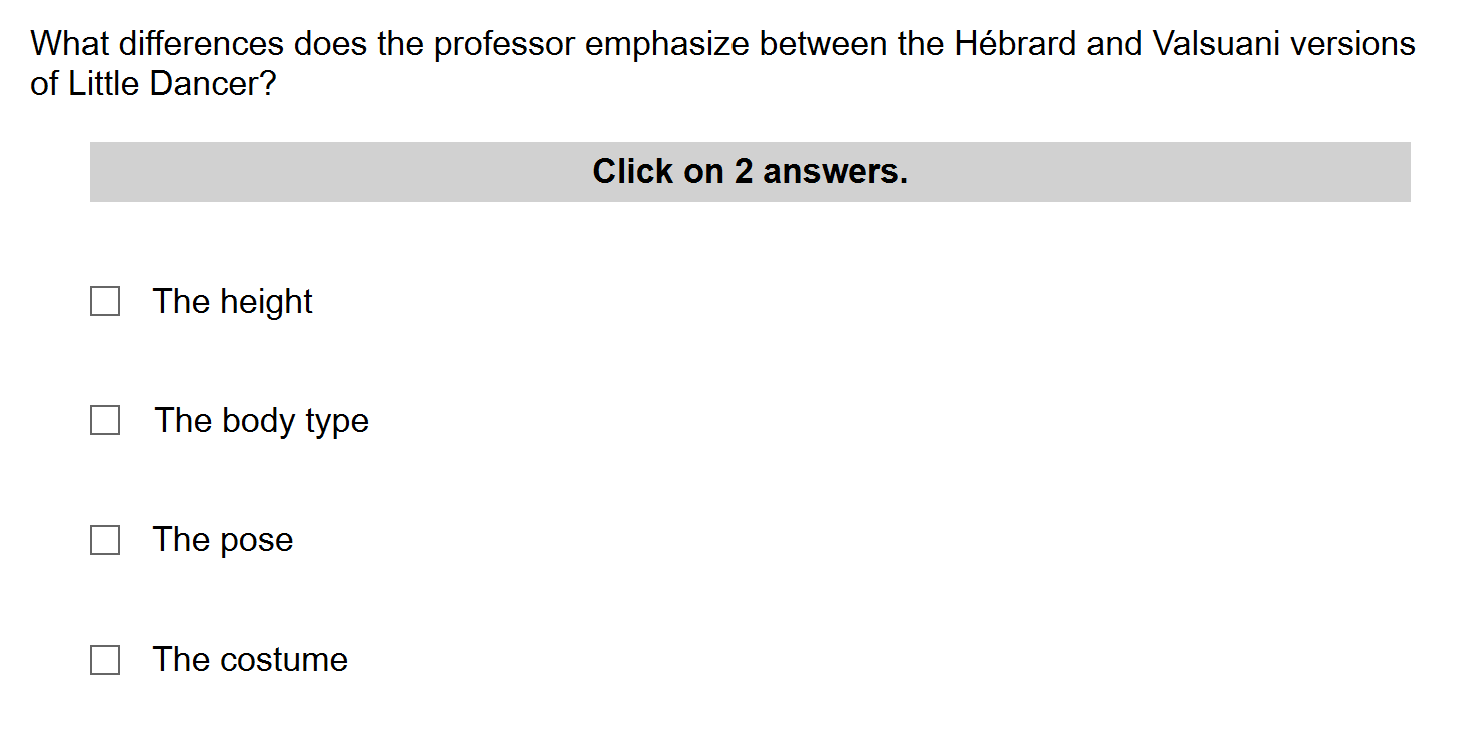 What differences does the professor emphasize between the Hébrard and Valsuani versions
of Little Dancer?
Click on 2 answers.
The height
The body type
The pose
The costume